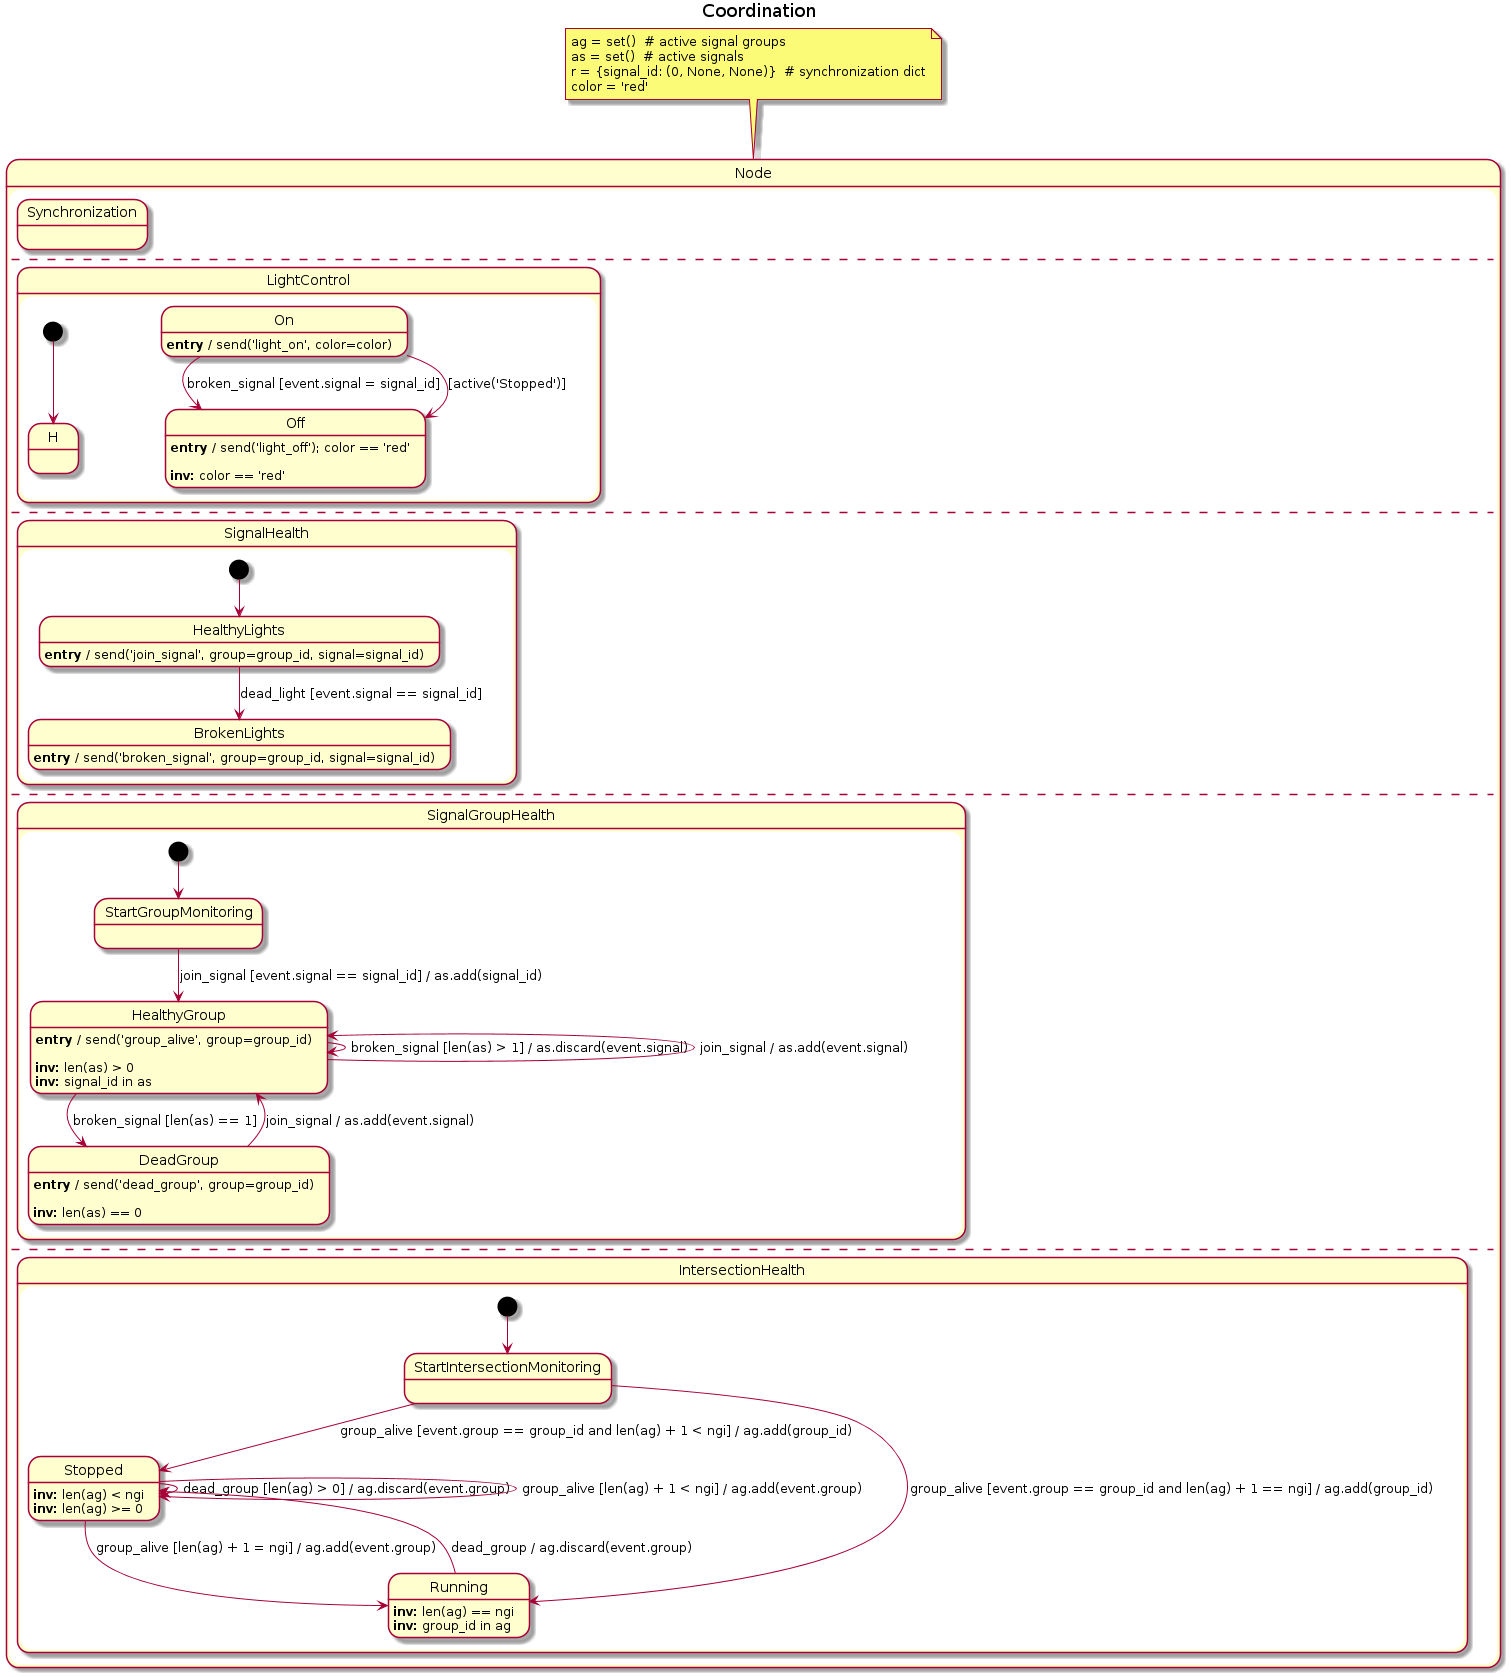 Coordination
ag = set()  # active signal groups
as = set()  # active signals
r = {signal_id: (0, None, None)}  # synchronization dict
color = 'red'
Node
Synchronization
LightControl
On
entry / send('light_on', color=color)
broken_signal [event.signal = signal_id]
[active('Stopped')]
H
Off
entry / send('light_off'); color == 'red'
inv: color == 'red'
SignalHealth
HealthyLights
entry / send('join_signal', group=group_id, signal=signal_id)
dead_light [event.signal == signal_id]
BrokenLights
entry / send('broken_signal', group=group_id, signal=signal_id)
SignalGroupHealth
StartGroupMonitoring
join_signal [event.signal == signal_id] / as.add(signal_id)
HealthyGroup
entry / send('group_alive', group=group_id)
inv: len(as) > 0
inv: signal_id in as
broken_signal [len(as) > 1] / as.discard(event.signal)
join_signal / as.add(event.signal)
broken_signal [len(as) == 1]
join_signal / as.add(event.signal)
DeadGroup
entry / send('dead_group', group=group_id)
inv: len(as) == 0
IntersectionHealth
StartIntersectionMonitoring
group_alive [event.group == group_id and len(ag) + 1 < ngi] / ag.add(group_id)
Stopped
inv: len(ag) < ngi
inv: len(ag) >= 0
dead_group [len(ag) > 0] / ag.discard(event.group)
group_alive [len(ag) + 1 < ngi] / ag.add(event.group)
group_alive [event.group == group_id and len(ag) + 1 == ngi] / ag.add(group_id)
group_alive [len(ag) + 1 = ngi] / ag.add(event.group)
dead_group / ag.discard(event.group)
Running
inv: len(ag) == ngi
inv: group_id in ag